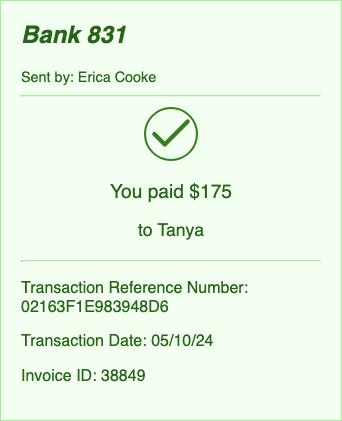 Bank 831
Sent by: Erica Cooke
You paid $175
to Tanya
Transaction Reference Number:
02163F1E983948D6
Transaction Date: 05/10/24
Invoice ID: 38849